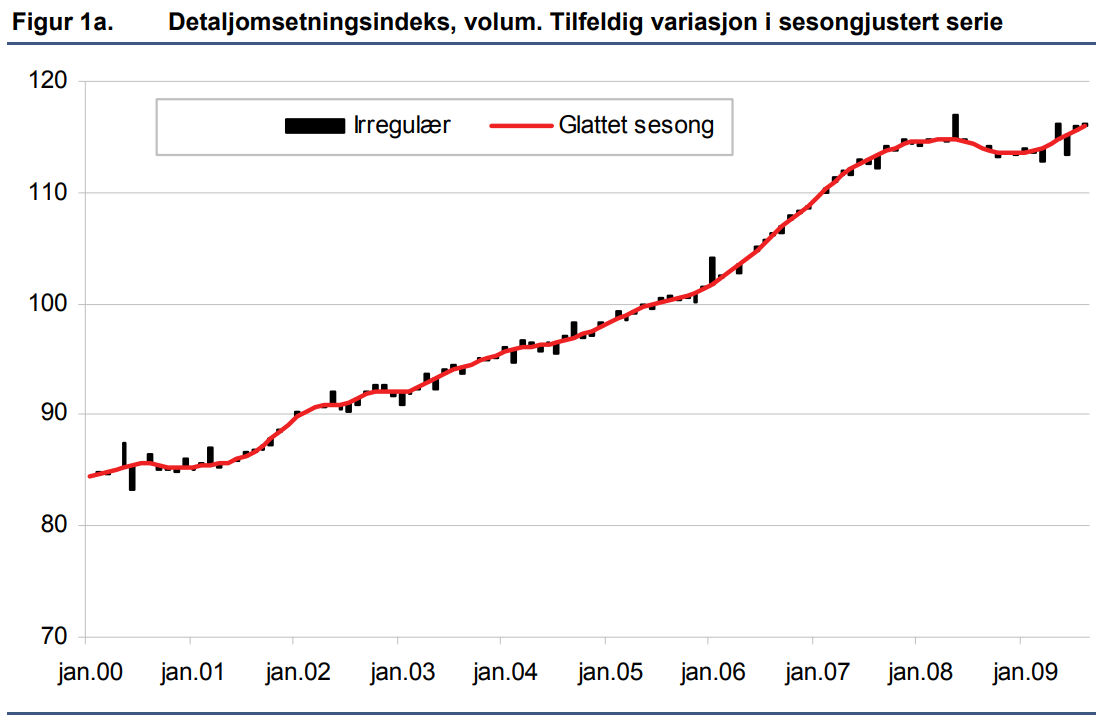 Figur 1a. Detaljomsetningsindeks, volum. Tilfeldig variasjon i sesongjustert serie
120
Irregulær Glattet sesong
110
100
90
80
70
jan.00 jan.01 jan.02 jan.03 jan.04 jan.05 jan.06 jan.07 jan.08 jan.09